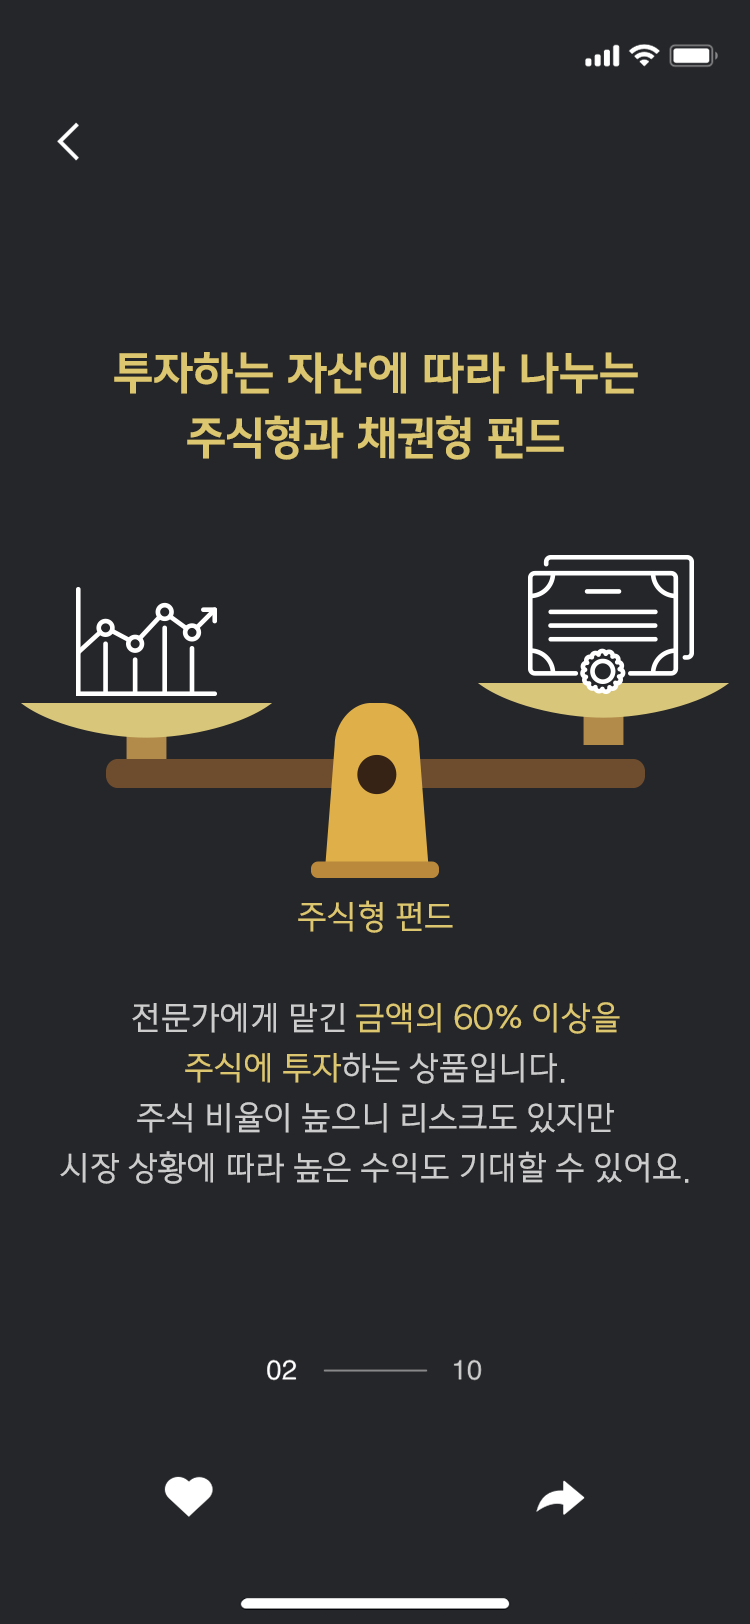 투자하는 자산에 따라 나누는
주식형과 채권형 펀드
주식형 펀드
전문가에게 맡긴 금액의 60% 이상을
주식에 투자하는 상품입니다.
주식 비율이 높으니 리스크도 있지만
시장 상황에 따라 높은 수익도 기대할 수 있어요.
02 10